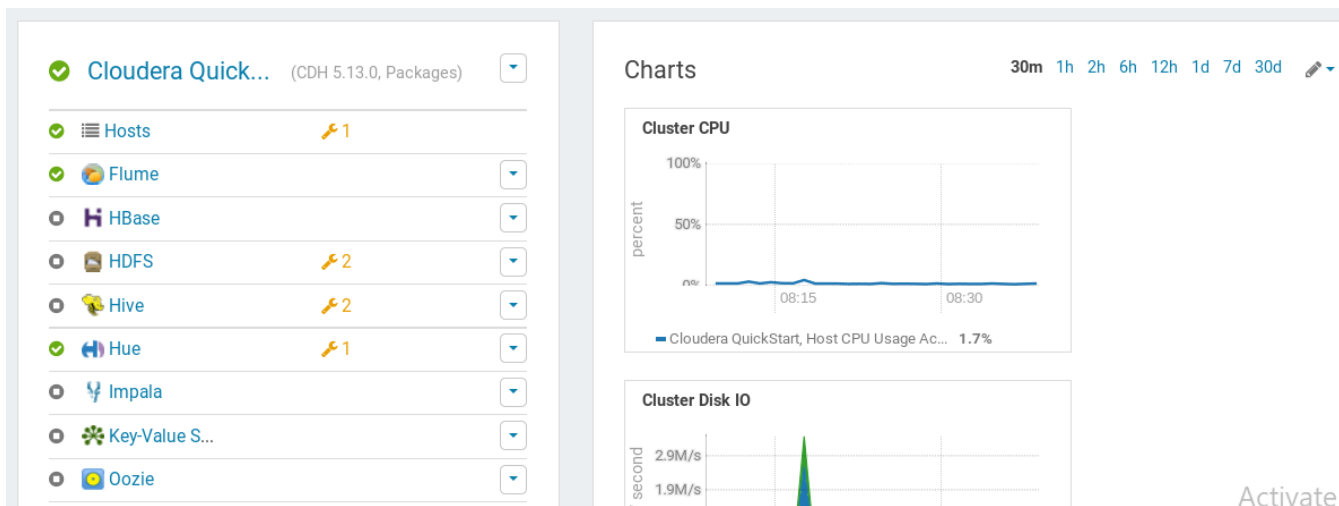 Cloudera Quick... (CDH 5.13.0, Packages)
Hosts 1
Flume
HBase
HDFS 2
Hive 2
Hue 1
Impala
Key-Value S...
Oozie
Charts
30m 1h 2h 6h 12h 1d 7d 30d
Cluster CPU
percent
100%
50%
0%
08:15 08:30
Cloudera QuickStart, Host CPU Usage Ac... 1.7%
Cluster Disk IO
second
2.9M/s
1.9M/s
Activate